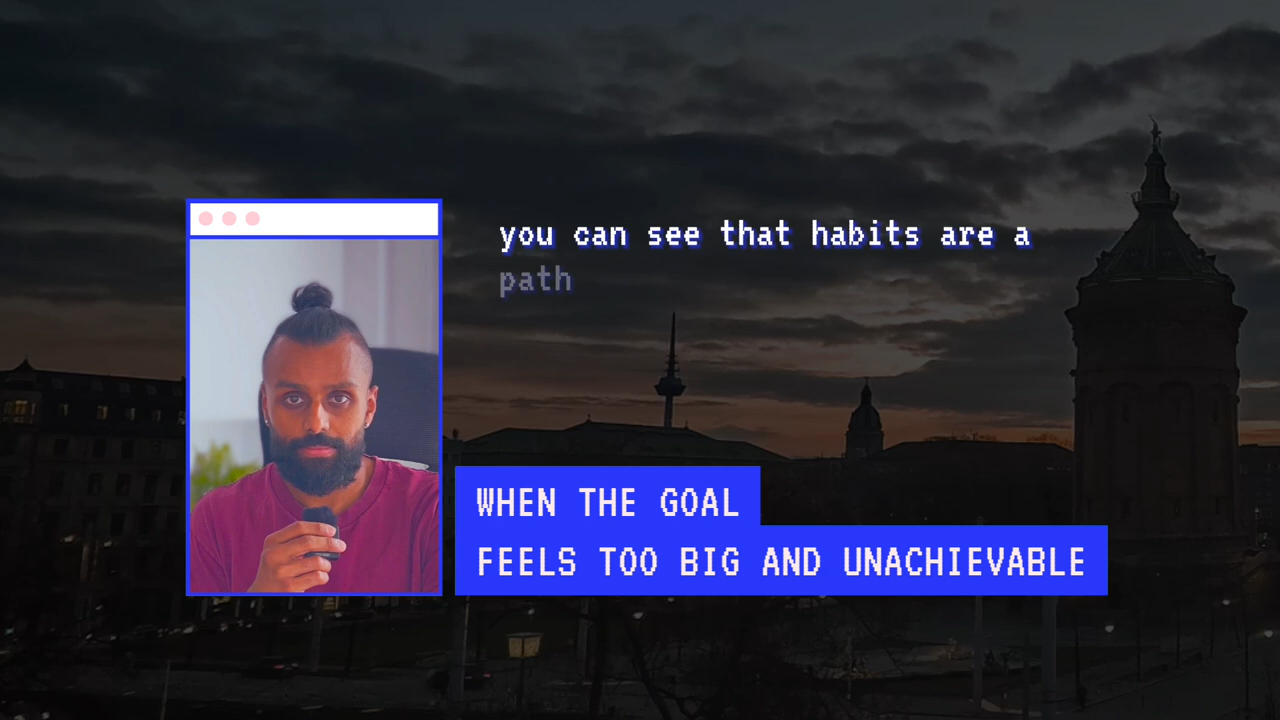 you can see that habits are a
path
WHEN THE GOAL
FEELS TOO BIG AND UNACHIEVABLE